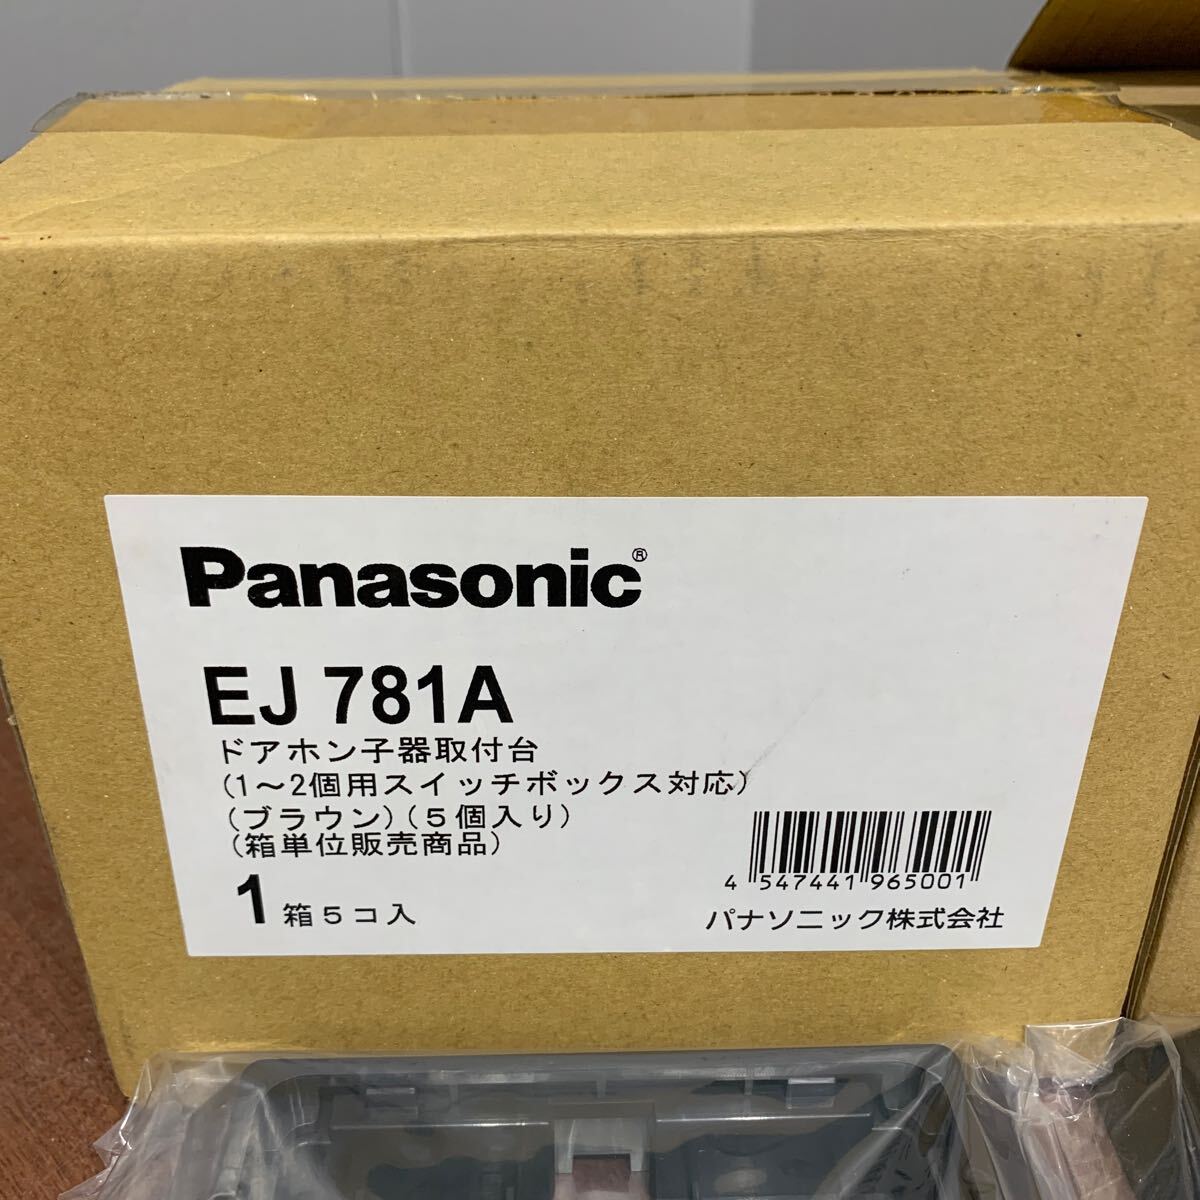 Panasonic®
EJ 781A
ドアホン子器取付台
(1～2個用スイッチボックス対応)
(ブラウン)(5個入り)
(箱単位販売商品)
1箱5コ入
4 547441 965001
パナソニック株式会社